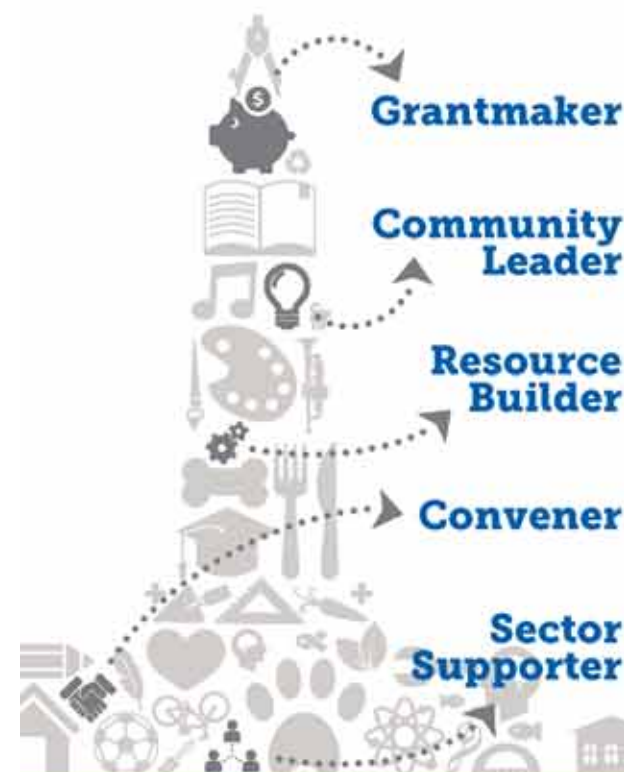 $
Grantmaker
Community
Leader
Resource
Builder
Convener
Sector
Supporter